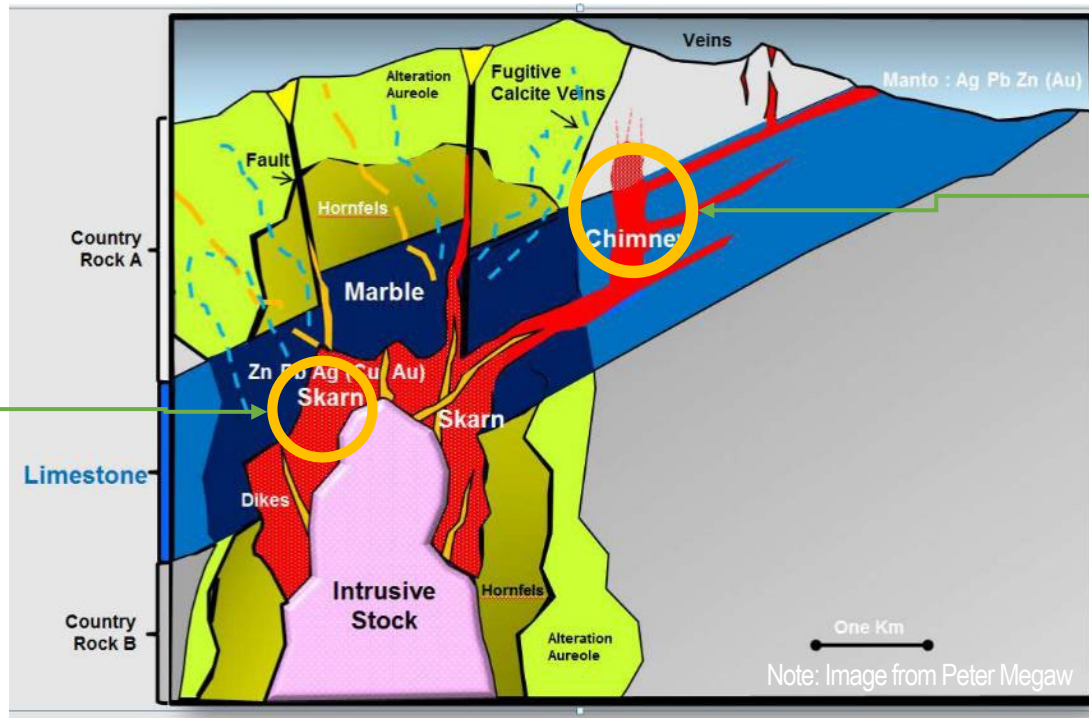 Veins
Alteration
Aureole
Fugitive
Calcite Veins
Manto : Ag Pb Zn (Au)
Fault
Hornfels
Country
Rock A
Chimney
Marble
Zn Pb Ag (Cu Au)
Skarn
Skarn
Limestone
Dikes
Intrusive
Stock
Hornfels
Country
Rock B
Alteration
Aureole
One Km
Note: Image from Peter Megaw